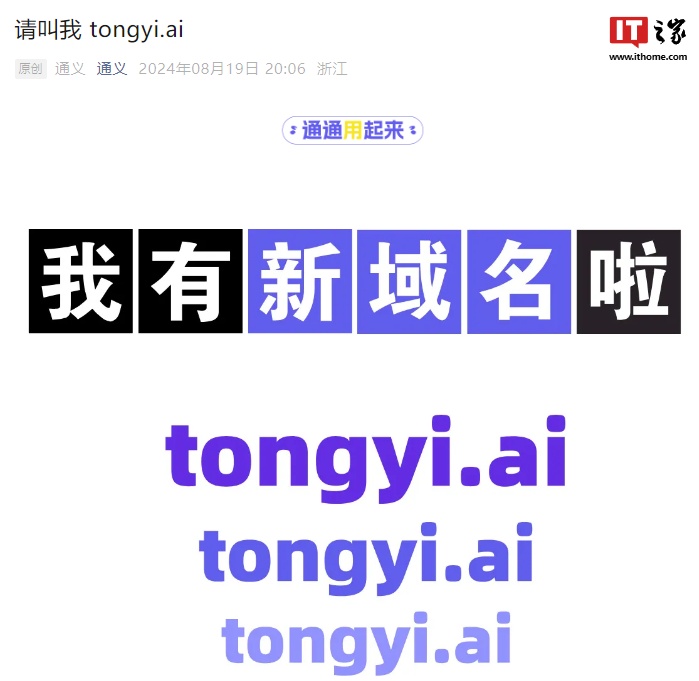 请叫我 tongyi.ai
IT之家
www.ithome.com
原创 通义 通义 2024年08月19日 20:06 浙江
通通用起来
我有新域名啦
tongyi.ai
tongyi.ai
tongyi.ai